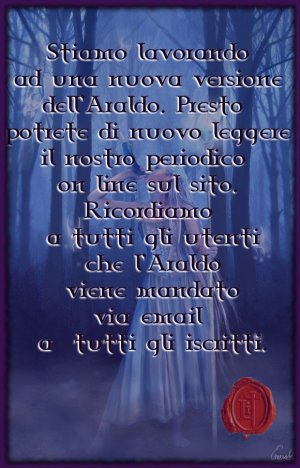 Stiamo lavorando
ad una nuova versione
dell'Araldo. Presto
potrete di nuovo leggere
il nostro periodico
on line sul sito.
Ricordiamo
a tutti gli utenti
che l'Araldo
viene mandato
via email
a tutti gli iscritti.